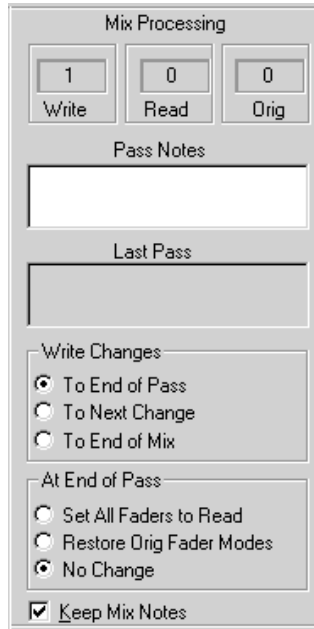 Mix Processing
1 0 0
Write Read Orig
Pass Notes
Last Pass
Write Changes
To End of Pass
To Next Change
To End of Mix
At End of Pass
Set All Faders to Read
Restore Orig Fader Modes
No Change
Keep Mix Notes